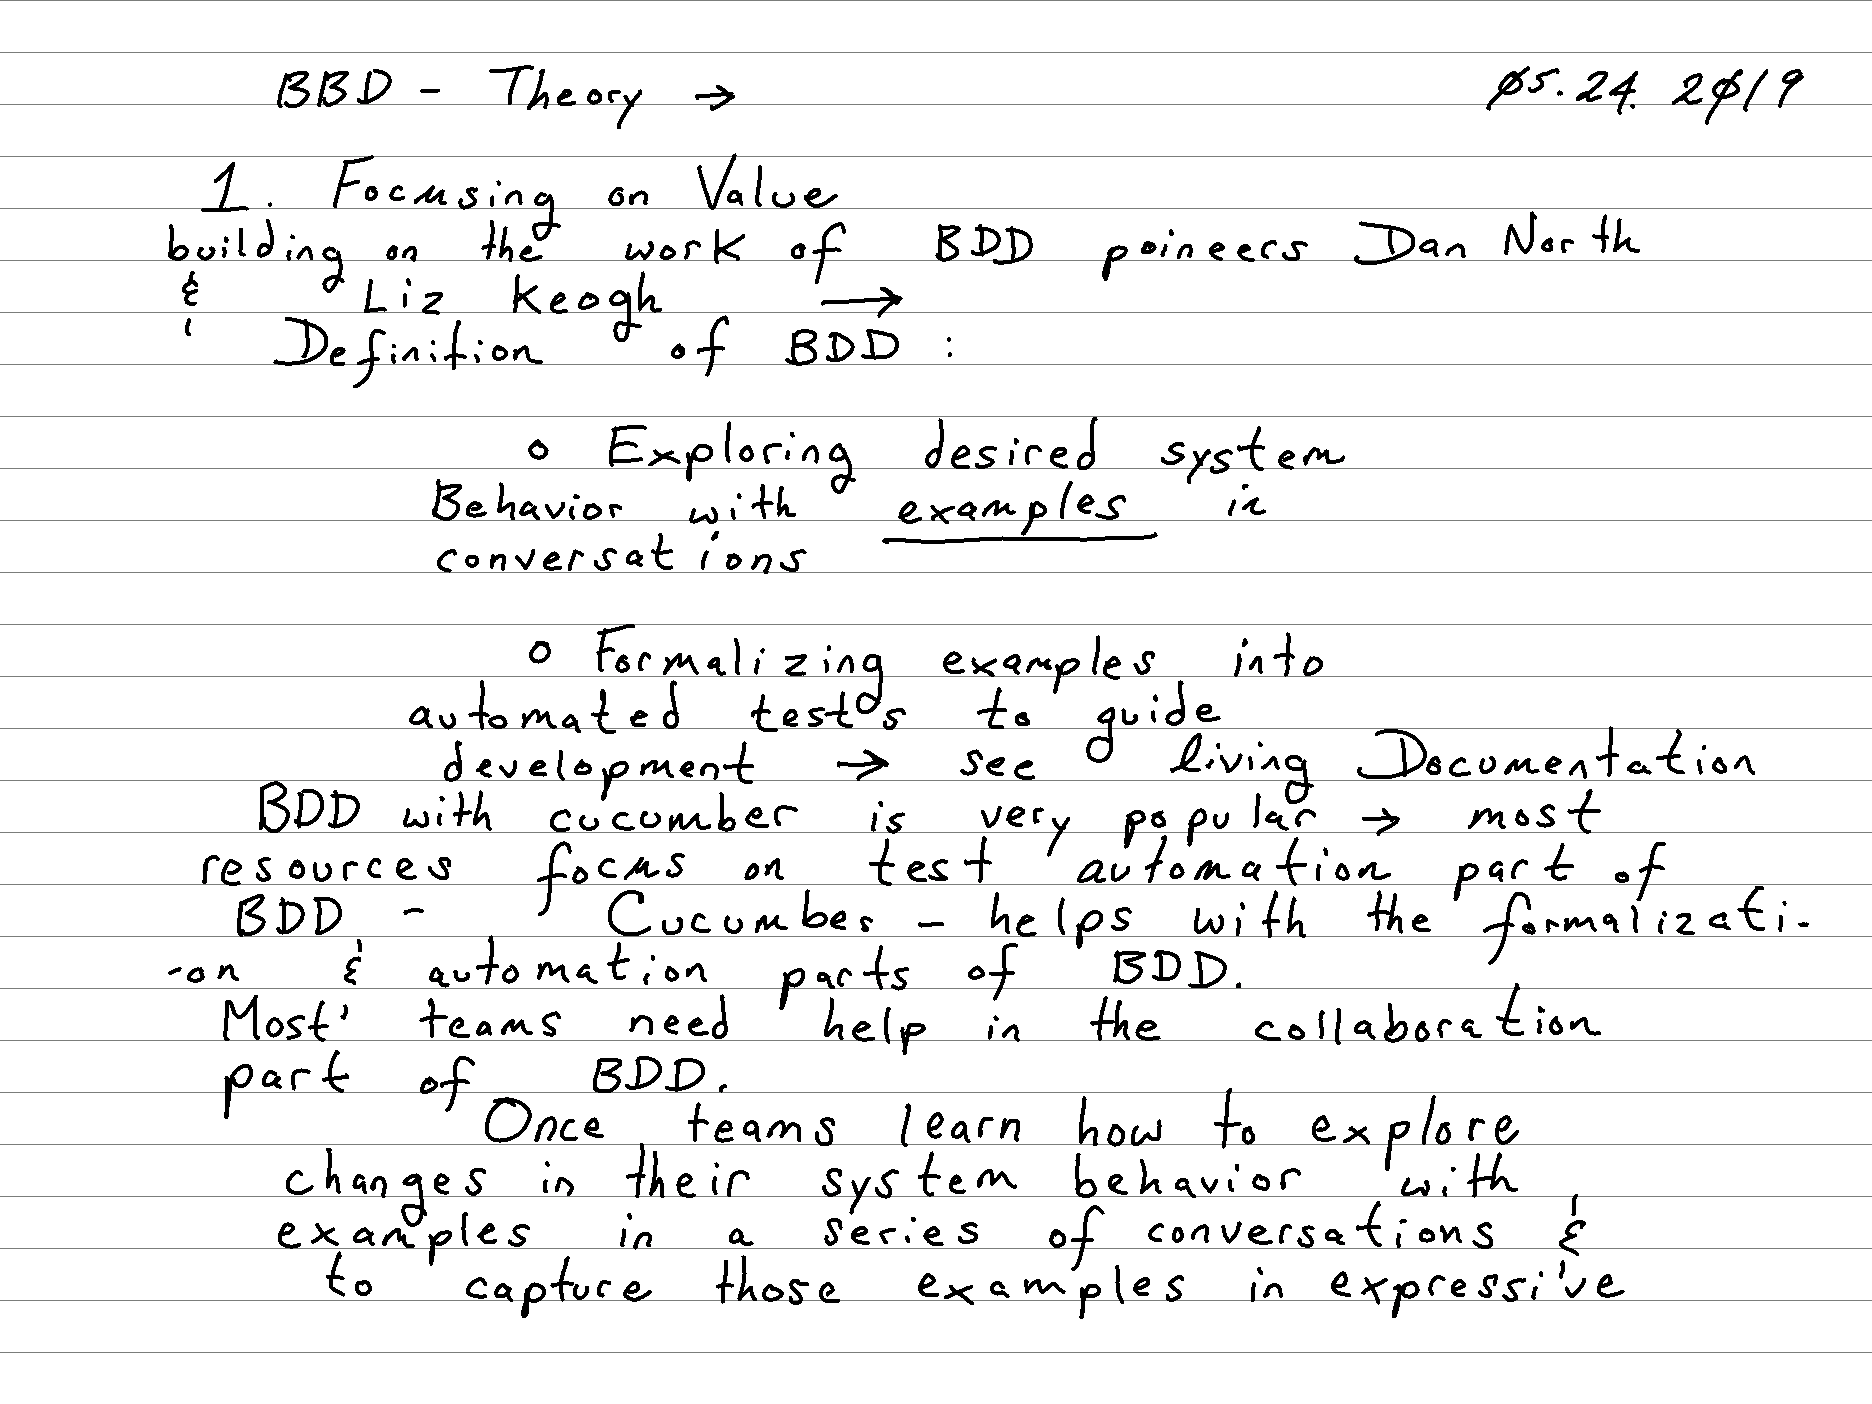 BBD - Theory → 05.24.2019
1. Focusing on Value
building on the work of BDD poineers Dan North
& Liz Keogh →
Definition of BDD :
o Exploring desired system
Behavior with examples in
conversations
o Formalizing examples into
automated tests to guide
development → see living Documentation
BDD with cucumber is very popular → most
resources focus on test automation part of
BDD - Cucumber - helps with the formalizati-
-on & automation parts of BDD.
Most teams need help in the collaboration
part of BDD.
Once teams learn how to explore
changes in their system behavior with
examples in a series of conversations &
to capture those examples in expressive